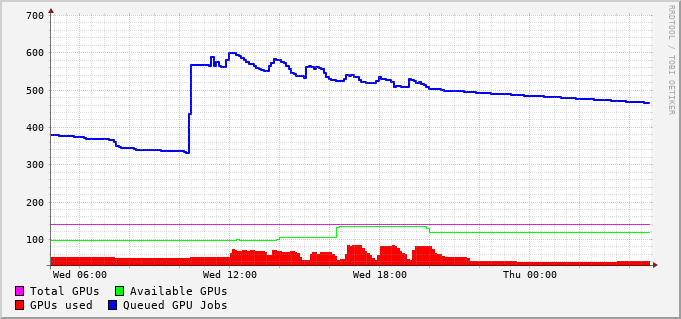 700
600
500
400
300
200
100
Wed 06:00 Wed 12:00 Wed 18:00 Thu 00:00
Total GPUs Available GPUs
GPUs used Queued GPU Jobs
RRDTOOL / TOBI OETIKER